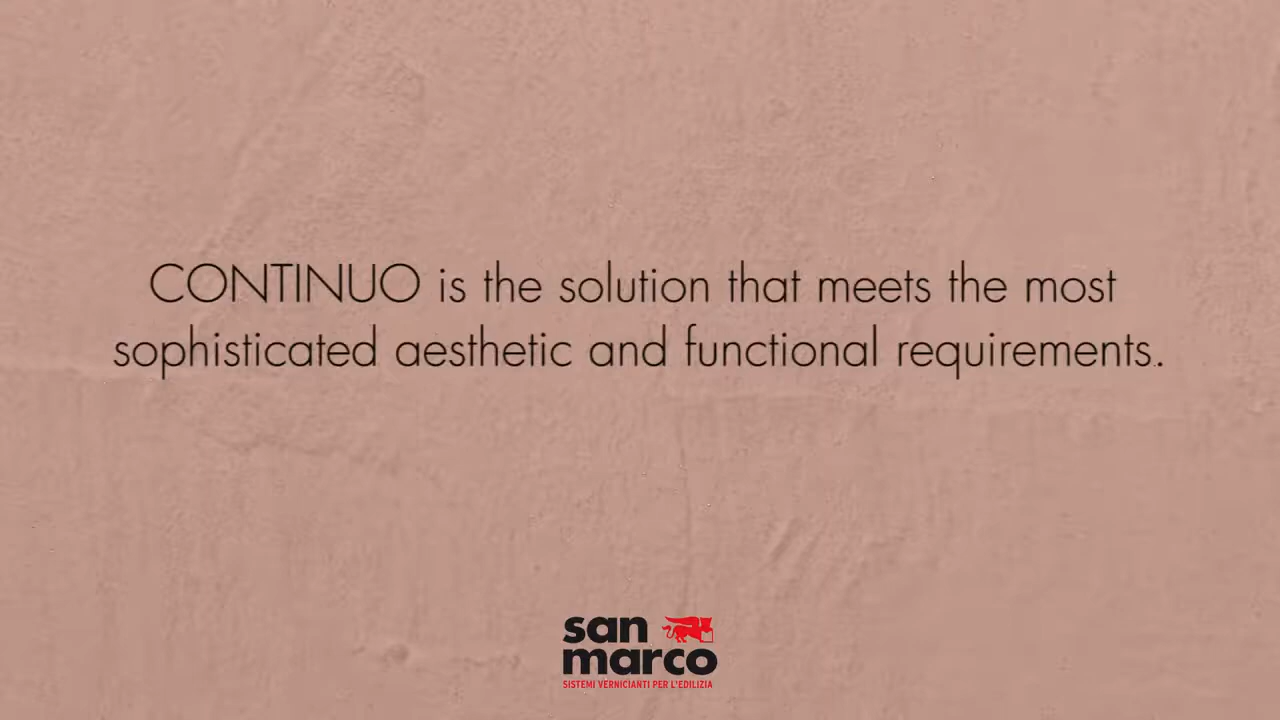 CONTINUO is the solution that meets the most
sophisticated aesthetic and functional requirements.
san
marco
SISTEMI VERNICIANTI PER L'EDILIZIA